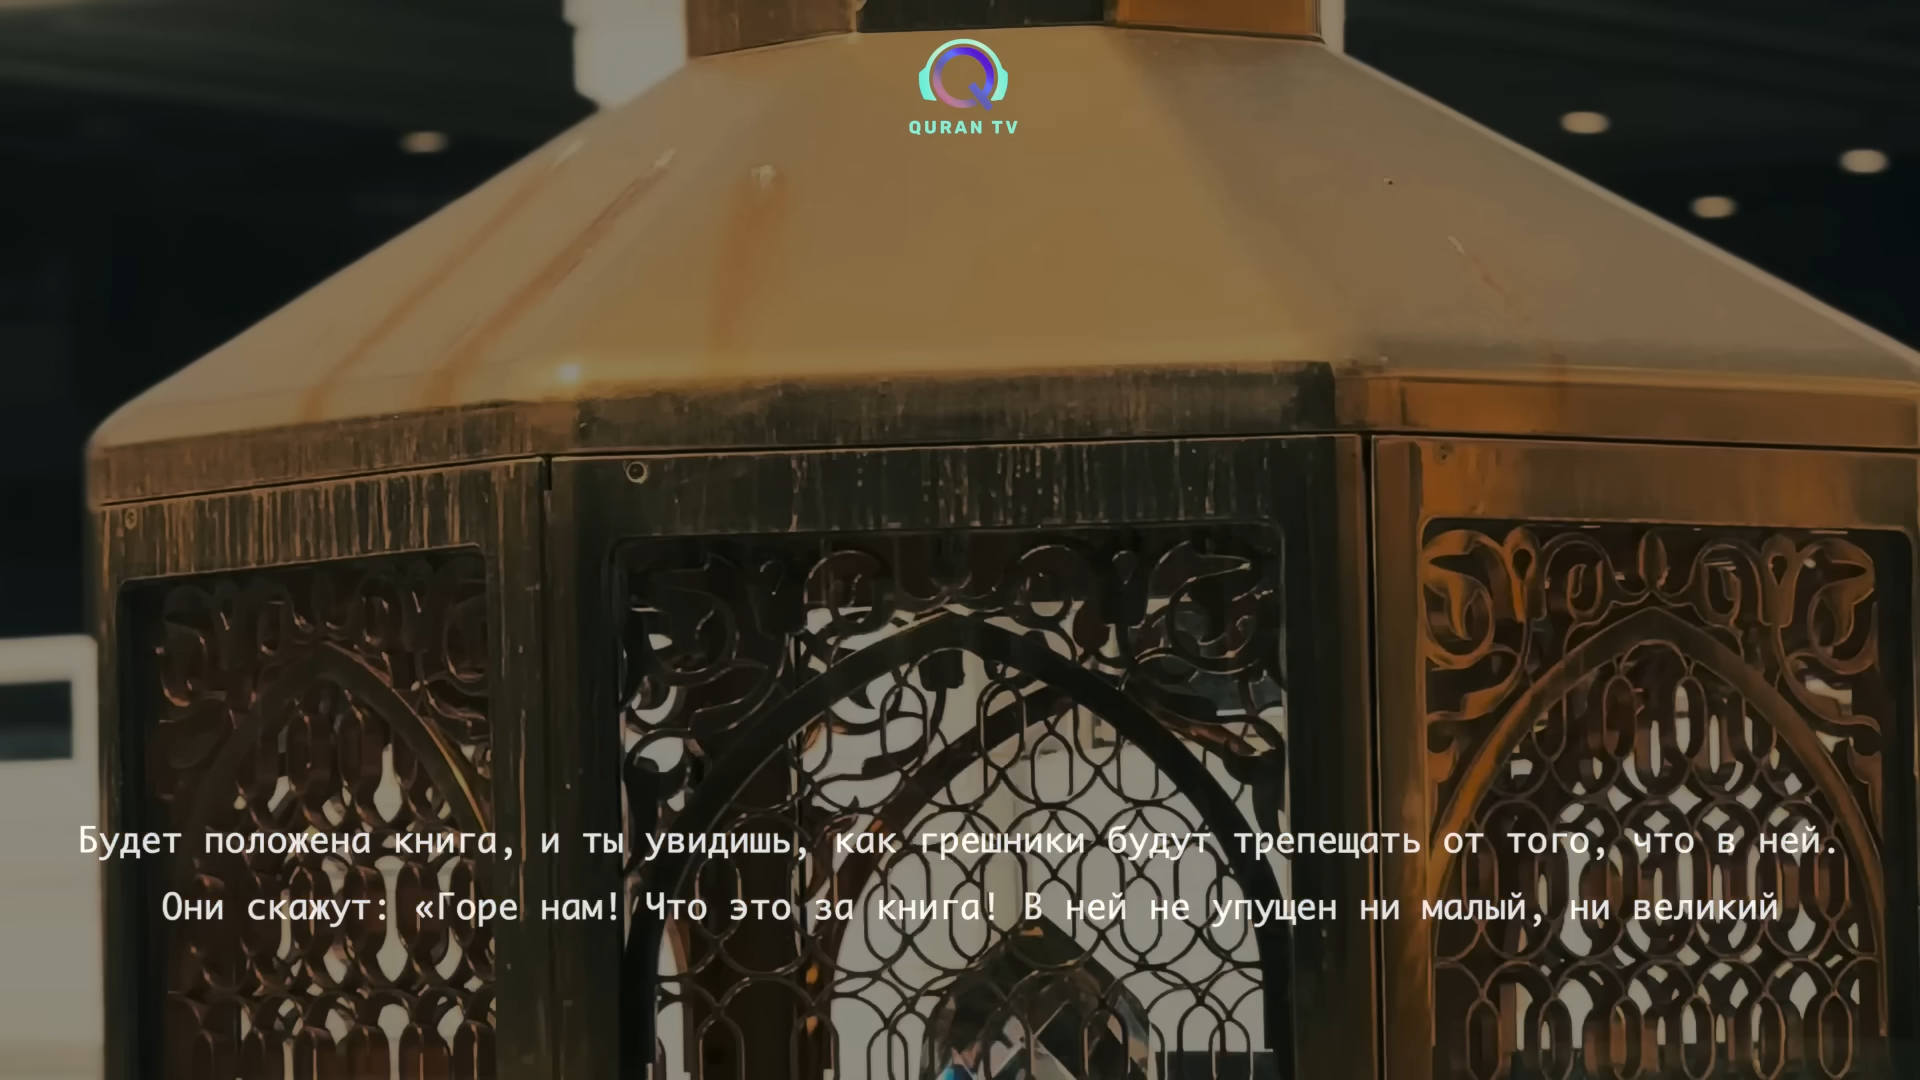 QURAN TV
Будет положена книга, и ты увидишь, как грешники будут трепещать от того, что в ней.
Они скажут: «Горе нам! Что это за книга! В ней не упущен ни малый, ни великий